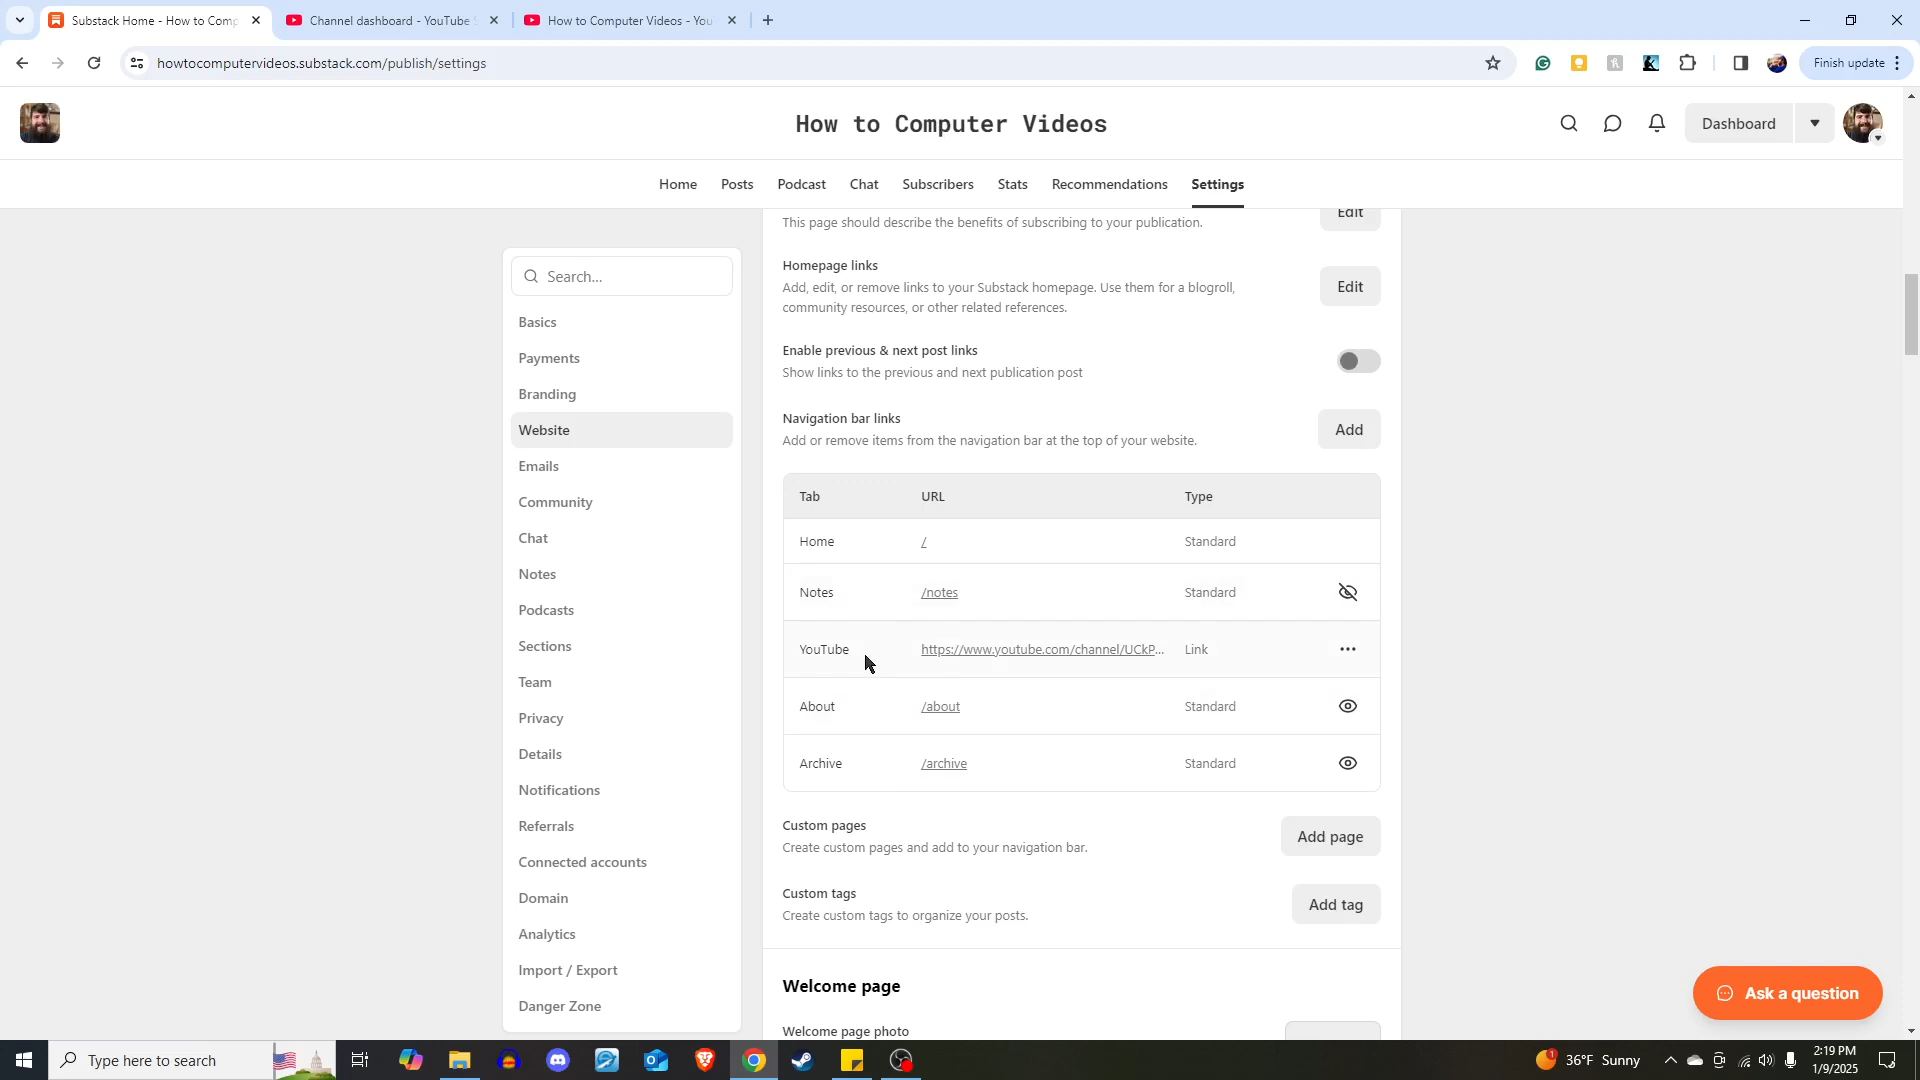 Substack Home - How to Comp
Channel dashboard - YouTube S
How to Computer Videos - You
howtocomputervideos.substack.com/publish/settings
Finish update
How to Computer Videos
Dashboard
Home
Posts
Podcast
Chat
Subscribers
Stats
Recommendations
Settings
This page should describe the benefits of subscribing to your publication.
Edit
Search...
Basics
Payments
Branding
Website
Emails
Community
Chat
Notes
Podcasts
Sections
Team
Privacy
Details
Notifications
Referrals
Connected accounts
Domain
Analytics
Import / Export
Danger Zone
Homepage links
Add, edit, or remove links to your Substack homepage. Use them for a blogroll,
community resources, or other related references.
Edit
Enable previous & next post links
Show links to the previous and next publication post
Navigation bar links
Add or remove items from the navigation bar at the top of your website.
Add
Tab URL Type
Home / Standard
Notes /notes Standard
YouTube https://www.youtube.com/channel/UCkP... Link
About /about Standard
Archive /archive Standard
Custom pages
Create custom pages and add to your navigation bar.
Add page
Custom tags
Create custom tags to organize your posts.
Add tag
Welcome page
Welcome page photo
Ask a question
Type here to search
1
36°F Sunny
2:19 PM
1/9/2025